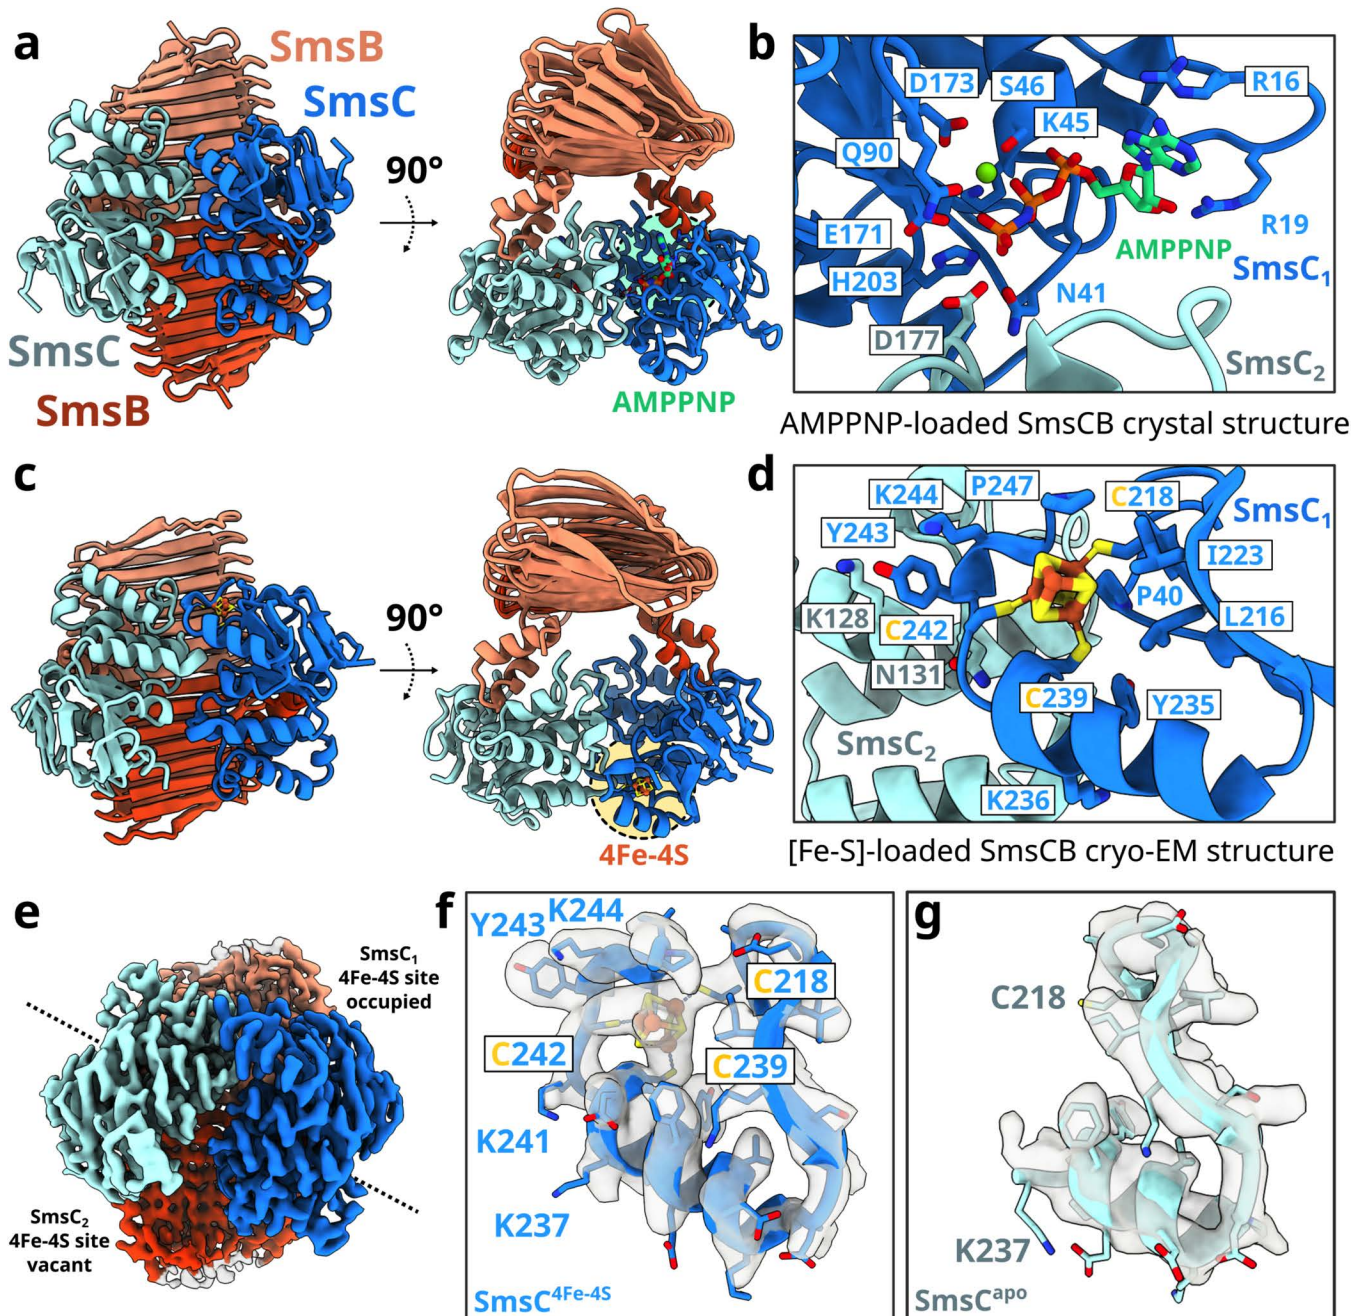 a
SmsB
SmsC
90°
SmsC
SmsB
AMPPNP
b
D173
S46
R16
K45
Q90
E171
R19
AMPPNP
SmsC₁
H203
N41
D177
SmsC₂
AMPPNP-loaded SmsCB crystal structure
c
90°
4Fe-4S
d
K244
P247
C218
SmsC₁
Y243
I223
P40
K128
C242
L216
N131
C239
Y235
SmsC₂
K236
[Fe-S]-loaded SmsCB cryo-EM structure
e
SmsC₁
4Fe-4S site
occupied
SmsC₂
4Fe-4S site
vacant
f
Y243
K244
C218
C242
C239
K241
K237
SmsC⁴ᶠᵉ⁻⁴ˢ
g
C218
K237
SmsCᵃᵖᵒ